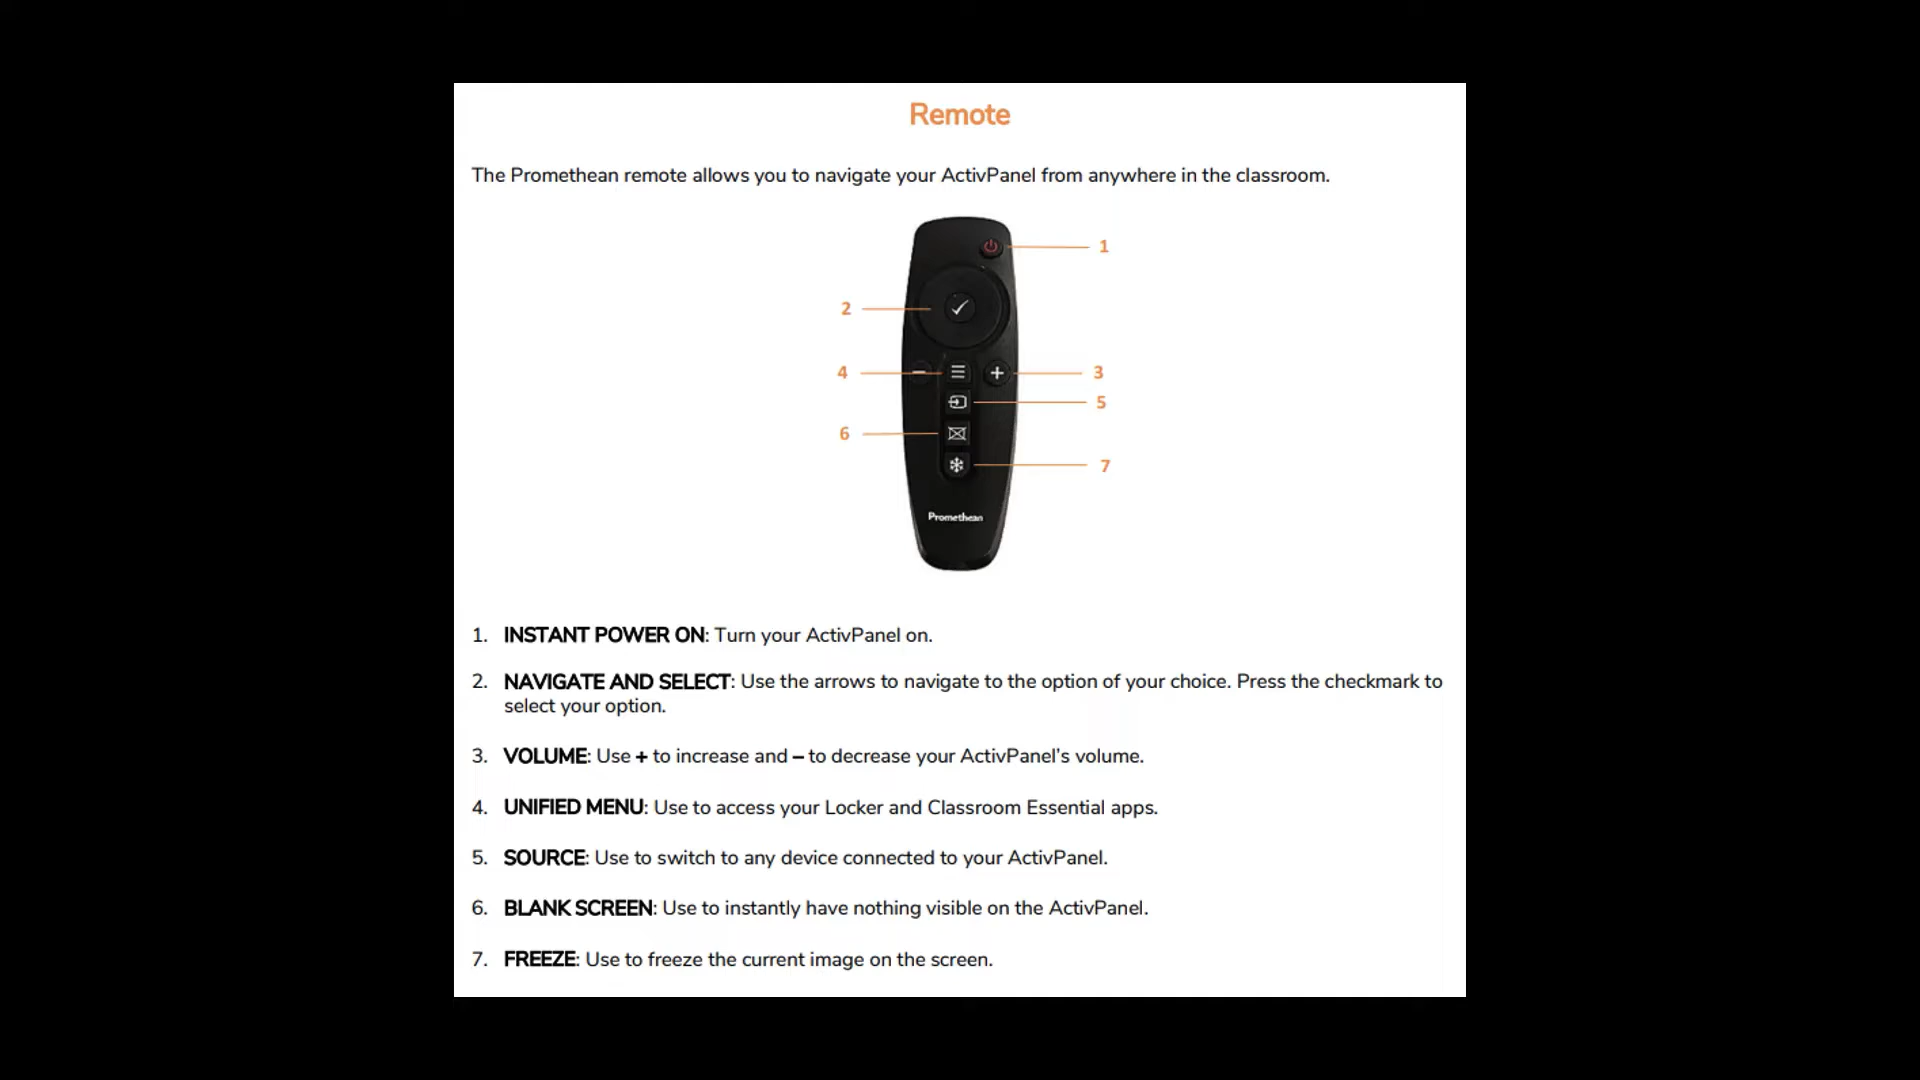 Remote
The Promethean remote allows you to navigate your ActivPanel from anywhere in the classroom.
1
2
4
3
5
6
7
Promethean
1. INSTANT POWER ON: Turn your ActivPanel on.
2. NAVIGATE AND SELECT: Use the arrows to navigate to the option of your choice. Press the checkmark to
select your option.
3. VOLUME: Use + to increase and – to decrease your ActivPanel’s volume.
4. UNIFIED MENU: Use to access your Locker and Classroom Essential apps.
5. SOURCE: Use to switch to any device connected to your ActivPanel.
6. BLANK SCREEN: Use to instantly have nothing visible on the ActivPanel.
7. FREEZE: Use to freeze the current image on the screen.